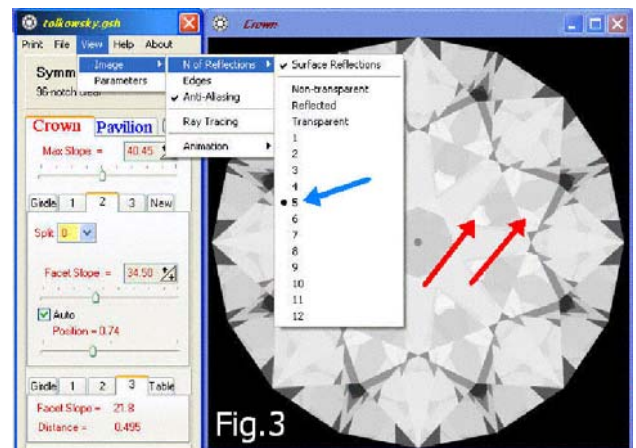 tolkowsky.gsh
Crown
Print File View Help About
Image
Parameters
N of Reflections
Edges
Anti-Aliasing
Ray Tracing
Animation
Surface Reflections
Non-transparent
Reflected
Transparent
1
2
3
4
5
6
7
8
9
10
11
12
Symm
96-notch
Crown Pavilion
Max Slope = 40.45
Girdle 1 2 3 New
Split 0
Facet Slope = 34.50
Auto
Position = 0.74
Girdle 1 2 3 Table
Facet Slope = 21.8
Distance = 0.495
Fig.3